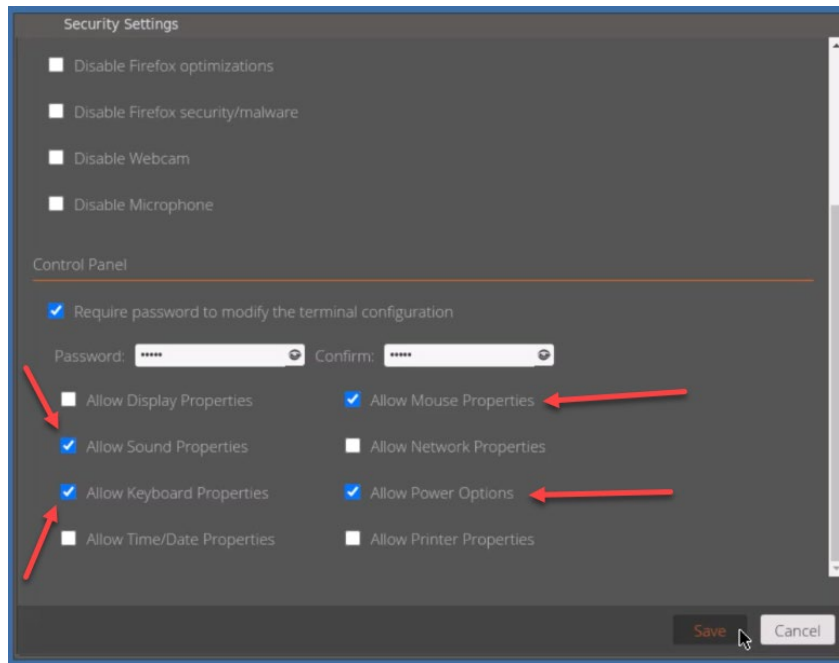 Security Settings
Disable Firefox optimizations
Disable Firefox security/malware
Disable Webcam
Disable Microphone
Control Panel
Require password to modify the terminal configuration
Password: ••••• Confirm: •••••
Allow Display Properties Allow Mouse Properties
Allow Sound Properties Allow Network Properties
Allow Keyboard Properties Allow Power Options
Allow Time/Date Properties Allow Printer Properties
Save Cancel